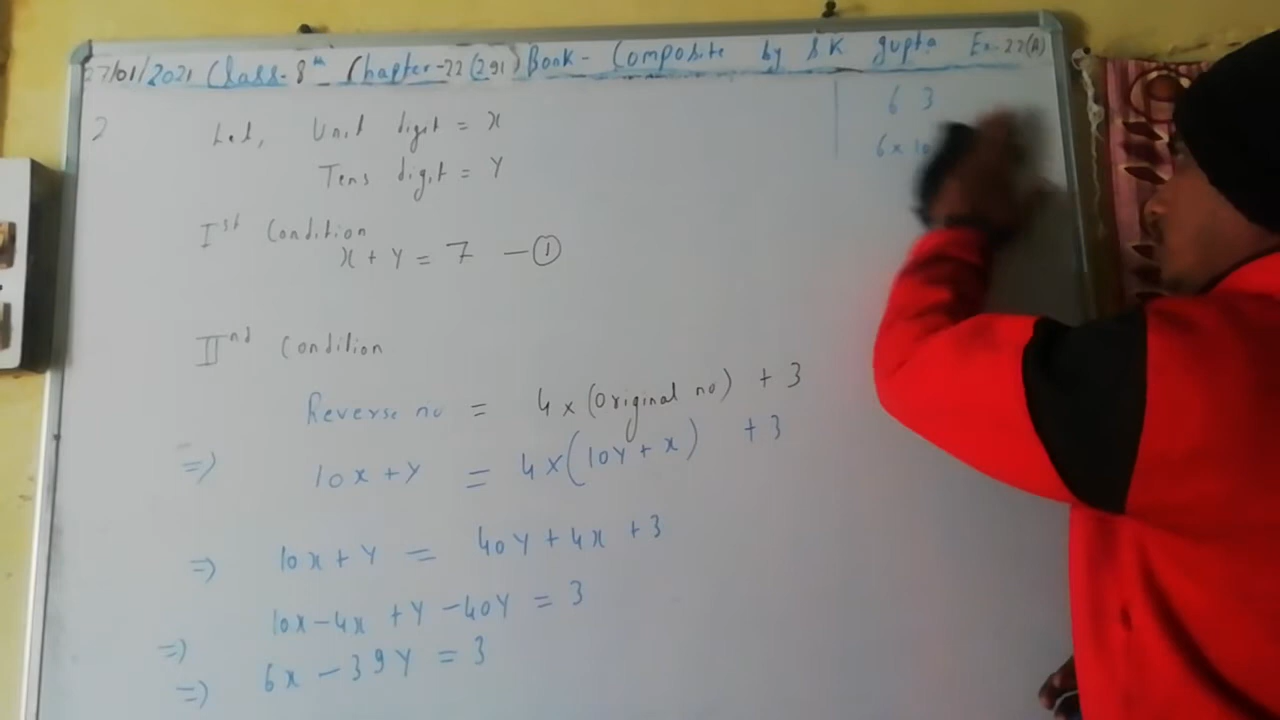 27/01/2021 Class-8th Chapter-22 (291) Book- Composite by S K gupta Ex-22(A)
2 Let, Unit digit = x
Tens digit = y
Ist Condition
x + y = 7 — ①
IInd Condition
Reverse no = 4 x (Original no) + 3
=) 10x + y = 4 x (10y + x) + 3
=) 10x + y = 40y + 4x + 3
=) 10x - 4x + y - 40y = 3
=) 6x - 39y = 3
6 3
6 x 10